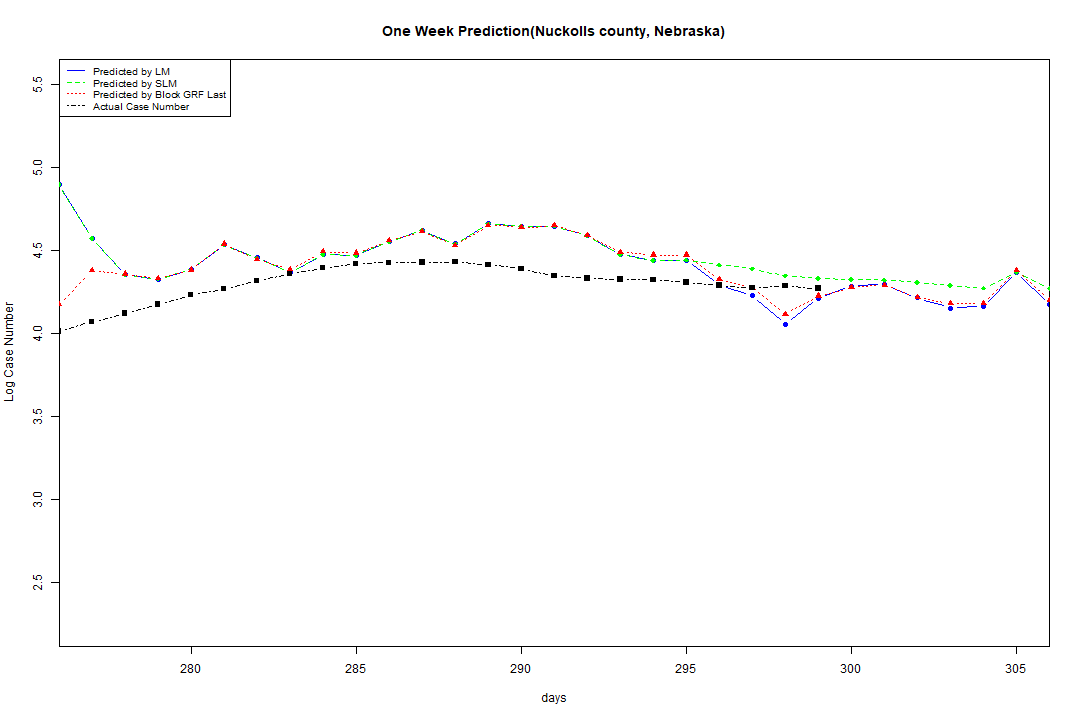 One Week Prediction(Nuckolls county, Nebraska)
Predicted by LM
Predicted by SLM
Predicted by Block GRF Last
Actual Case Number
5.5
5.0
4.5
4.0
3.5
3.0
2.5
Log Case Number
280 285 290 295 300 305
days